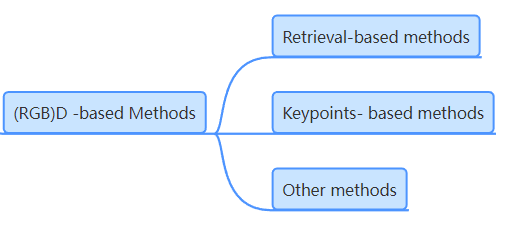 Retrieval-based methods
(RGB)D -based Methods
Keypoints- based methods
Other methods